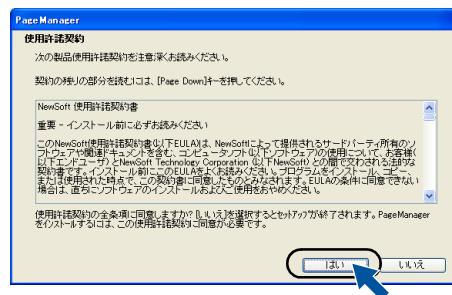 PageManager
使用許諾契約
次の製品使用許諾契約を注意深くお読みください。
契約の残りの部分を読むには、[Page Down]キーを押してください。
NewSoft 使用許諾契約書
重要 - インストール前に必ずお読みください
このNewSoft使用許諾契約書(以下EULA)は、NewSoftによって提供されるサードパーティ所有のソ
フトウェアや関連ドキュメントを含む、コンピュータソフト(以下ソフトウェア)の使用について、お客様(
以下エンドユーザ)とNewSoft Technology Corporation (以下NewSoft)との間で交わされる法的な
契約書です。インストール前にこのEULAをよくお読みください。プログラムをインストール、コピー、
または使用された時点で、この契約書に同意したものとみなされます。EULAの条件に同意できない
場合は、直ちにソフトウェアのインストールおよびご使用をおやめください。
使用許諾契約の全条項に同意しますか? [いいえ]を選択するとセットアップが終了されます。PageManager
をインストールするには、この使用許諾契約に同意が必要です。
はい
いいえ